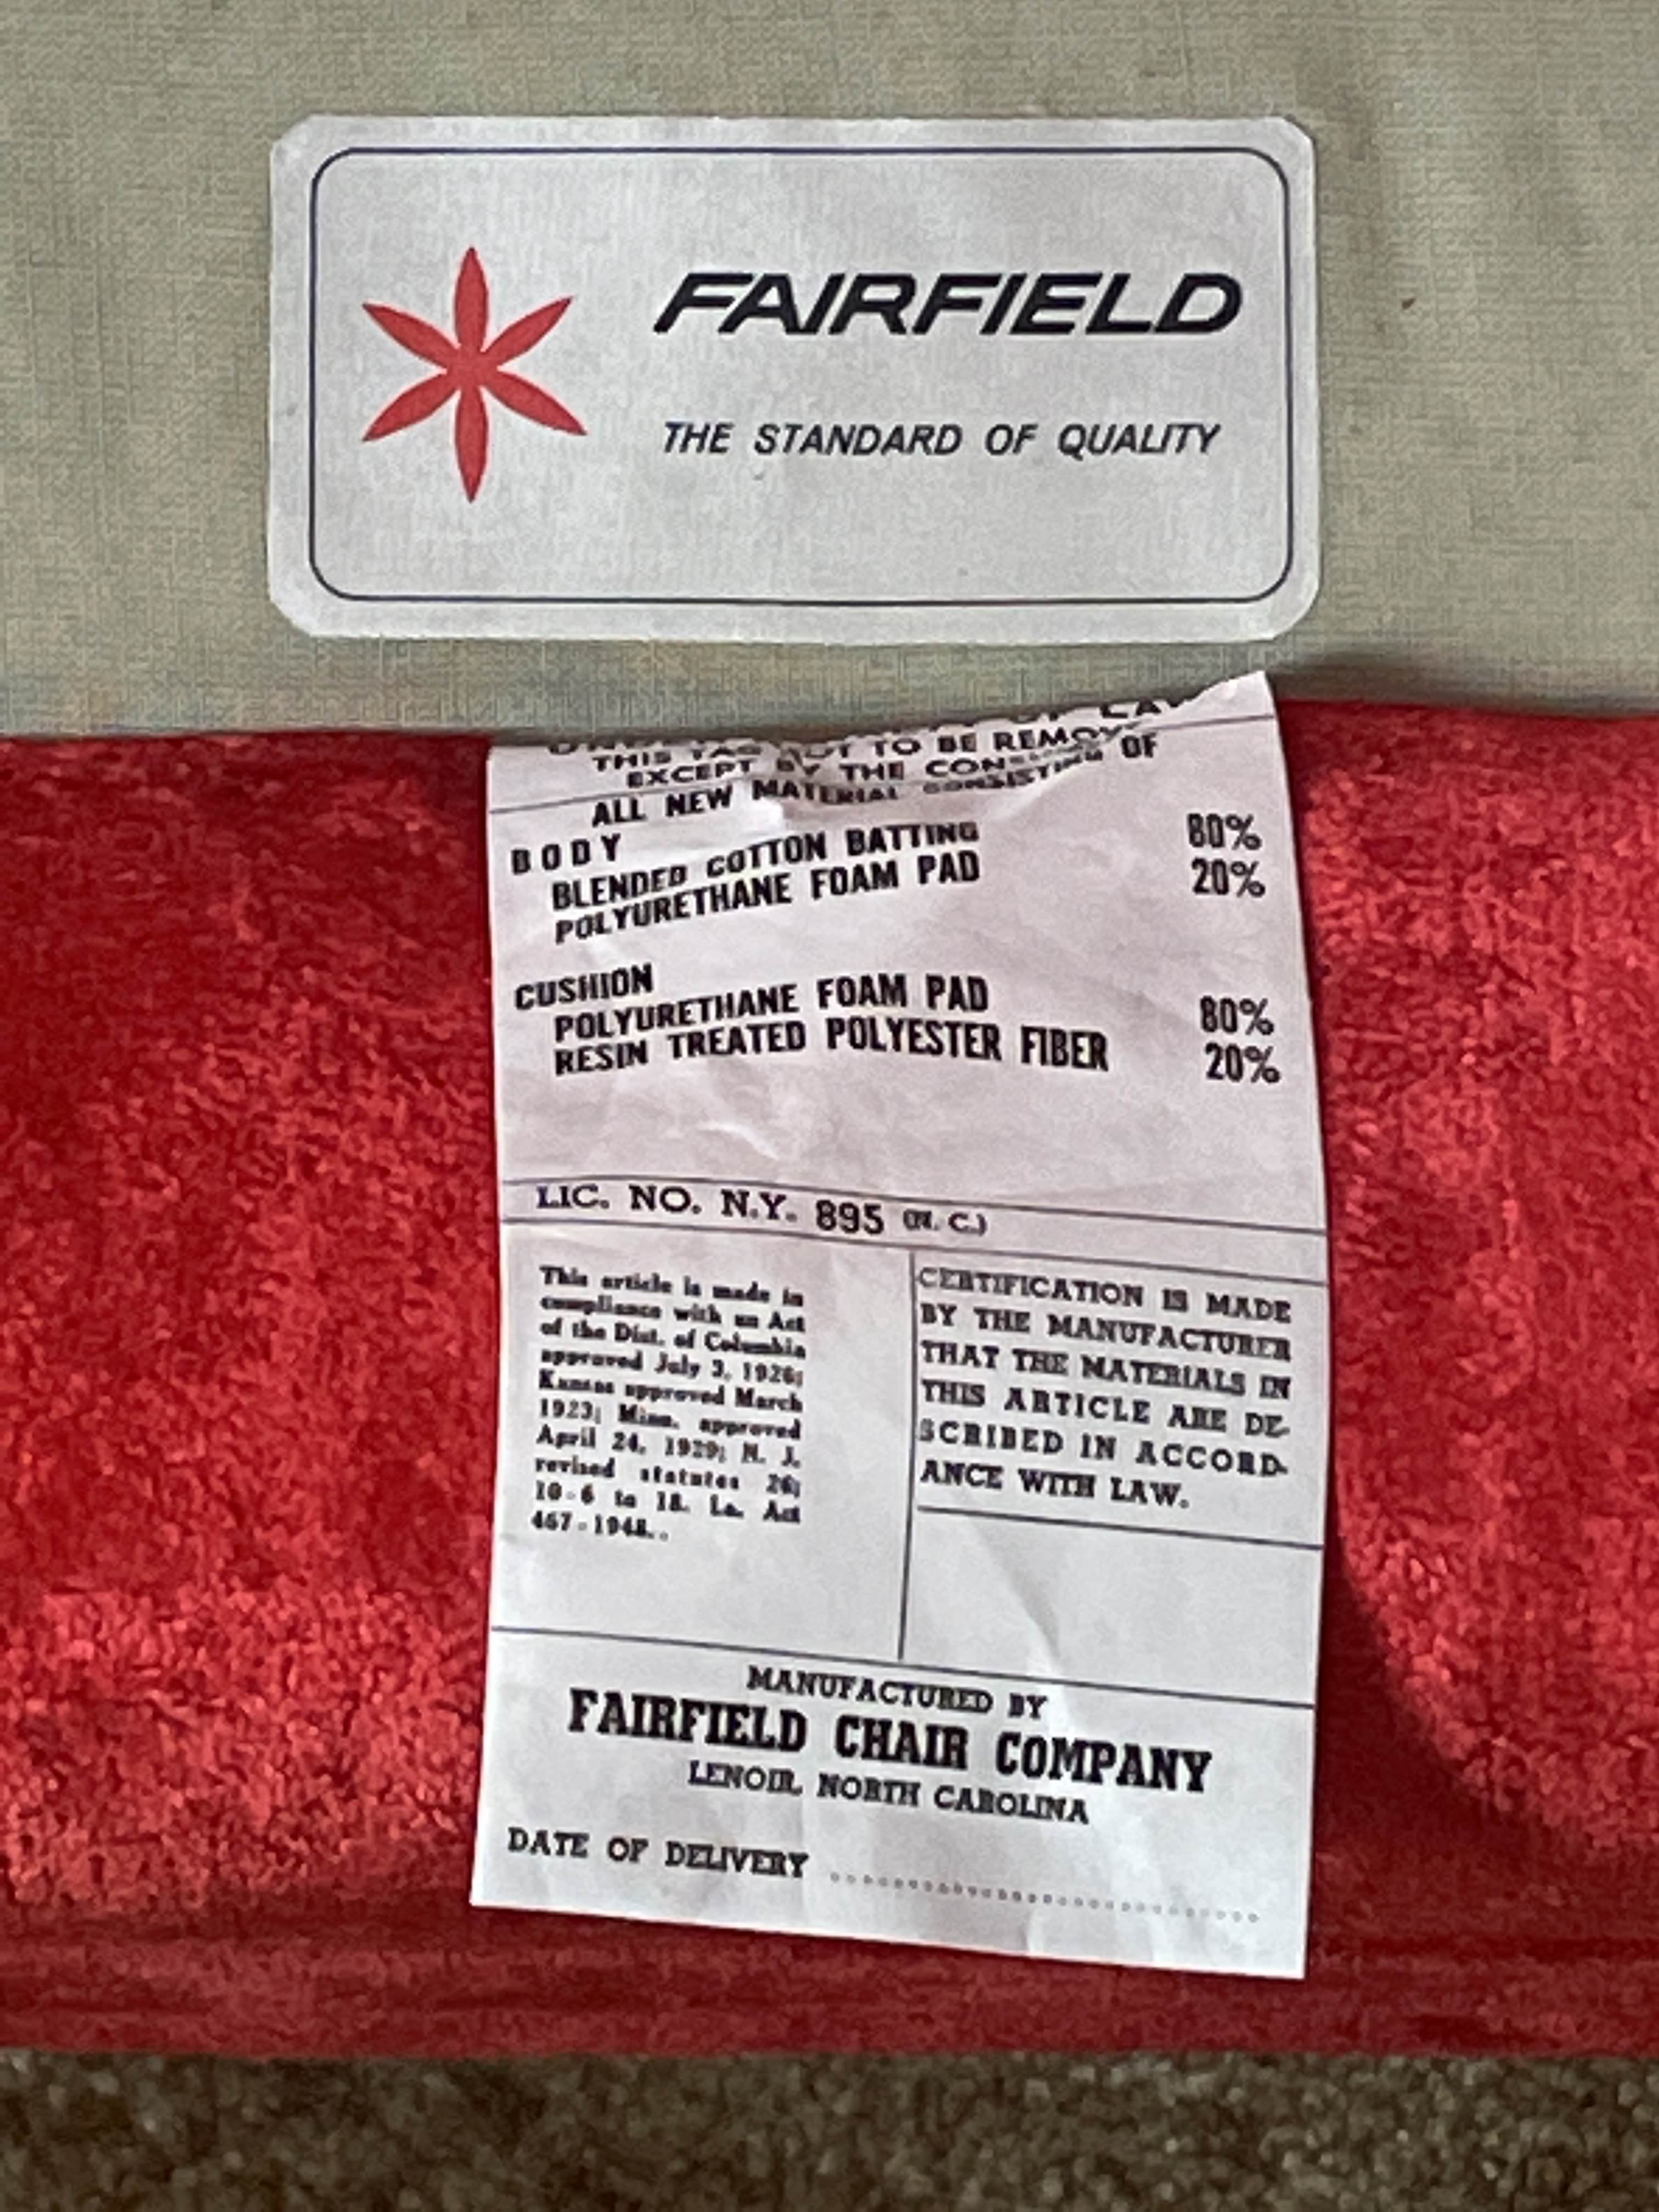 FAIRFIELD
THE STANDARD OF QUALITY
THIS TAG NOT TO BE REMOV
EXCEPT BY THE
ALL NEW MATERIAL CONSISTING OF
BODY
BLENDED COTTON BATTING 80%
POLYURETHANE FOAM PAD 20%
CUSHION
POLYURETHANE FOAM PAD 80%
RESIN TREATED POLYESTER FIBER 20%
LIC. NO. N.Y. 895 (N. C.)
This article is made in
compliance with an Act
of the Dist. of Columbia
approved July 3, 1926;
Kansas approved March
1923; Minn. approved
April 24, 1929; N. J.
revised statutes 26;
10-6 to 18. La. Act
467-1948..
CERTIFICATION IS MADE
BY THE MANUFACTURER
THAT THE MATERIALS IN
THIS ARTICLE ARE DE-
SCRIBED IN ACCORD-
ANCE WITH LAW.
MANUFACTURED BY
FAIRFIELD CHAIR COMPANY
LENOIR, NORTH CAROLINA
DATE OF DELIVERY